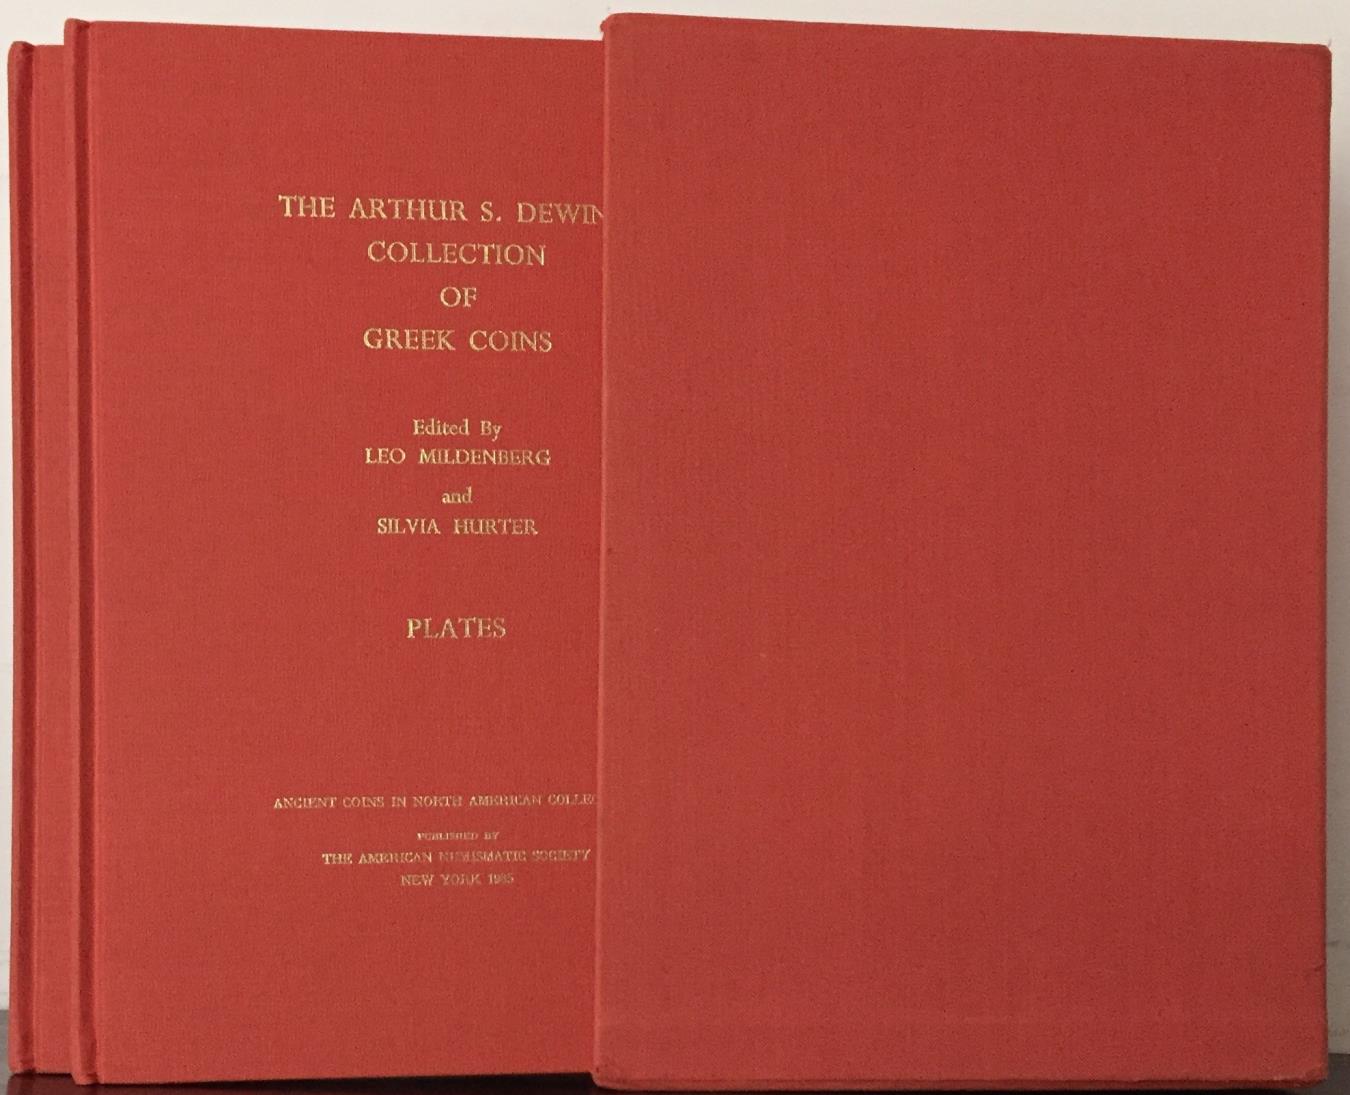 THE ARTHUR S. DEWIN
COLLECTION
OF
GREEK COINS
Edited By
LEO MILDENBERG
and
SILVIA HURTER
PLATES
ANCIENT COINS IN NORTH AMERICAN COLLEC
PUBLISHED BY
THE AMERICAN NUMISMATIC SOCIETY
NEW YORK 1985